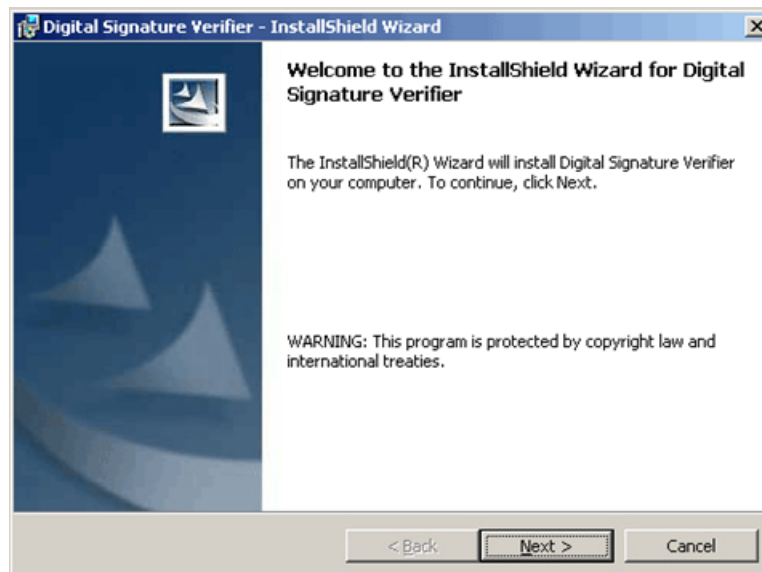 Digital Signature Verifier - InstallShield Wizard
Welcome to the InstallShield Wizard for Digital
Signature Verifier
The InstallShield(R) Wizard will install Digital Signature Verifier
on your computer. To continue, click Next.
WARNING: This program is protected by copyright law and
international treaties.
< Back Next > Cancel